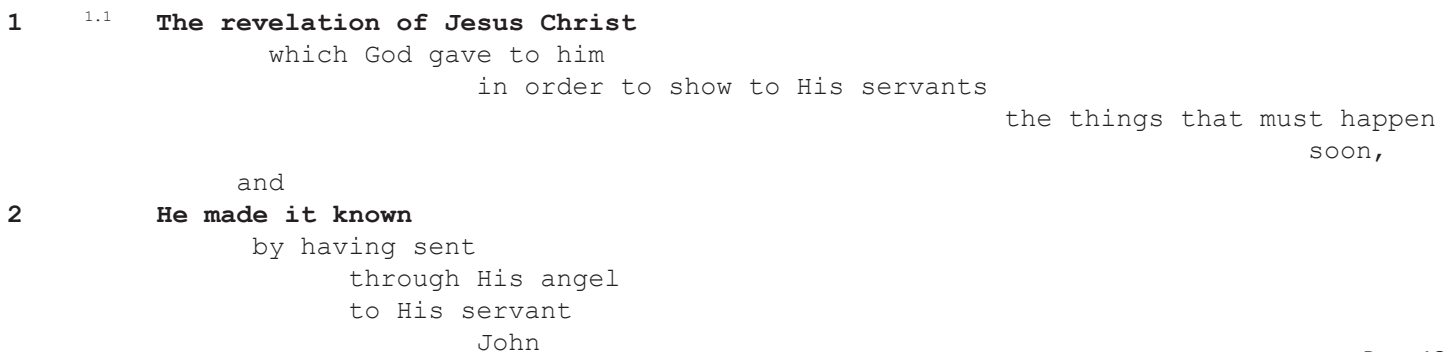 1 1.1 The revelation of Jesus Christ
which God gave to him
in order to show to His servants
the things that must happen
soon,
and
2 He made it known
by having sent
through His angel
to His servant
John